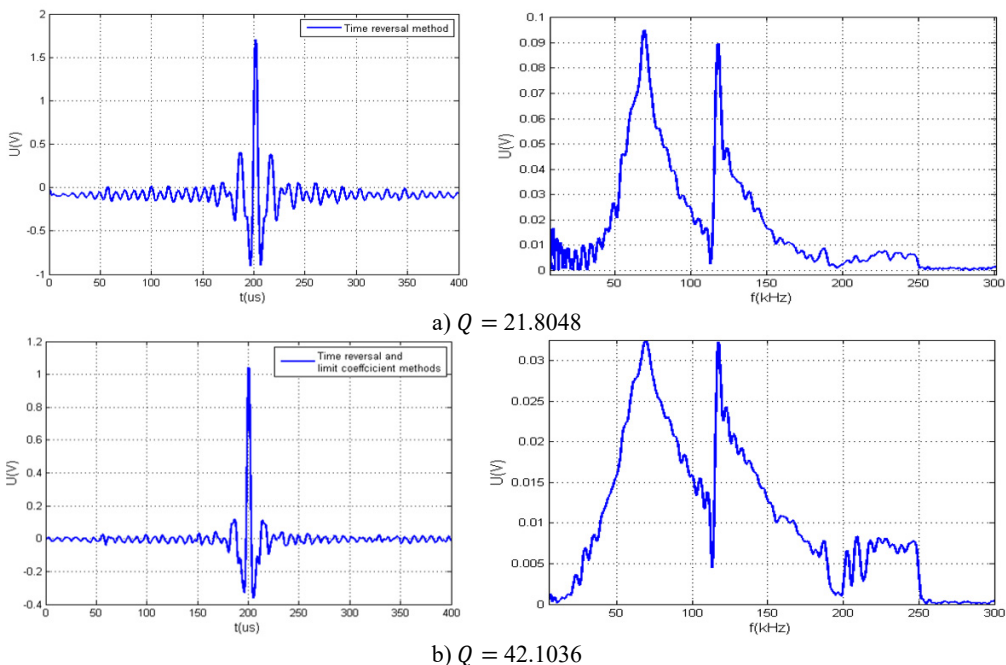 2
1.5
1
0.5
0
-0.5
-1
U(V)
0 50 100 150 200 250 300 350 400
t(us)
Time reversal method
0.1
0.09
0.08
0.07
0.06
0.05
0.04
0.03
0.02
0.01
0
U(V)
50 100 150 200 250 300
f(kHz)
a) Q = 21.8048
1.2
1
0.8
0.6
0.4
0.2
0
-0.2
-0.4
U(V)
0 50 100 150 200 250 300 350 400
t(us)
Time reversal and
limit coeffcicient methods
0.03
0.025
0.02
0.015
0.01
0.005
0
U(V)
50 100 150 200 250 300
f(kHz)
b) Q = 42.1036